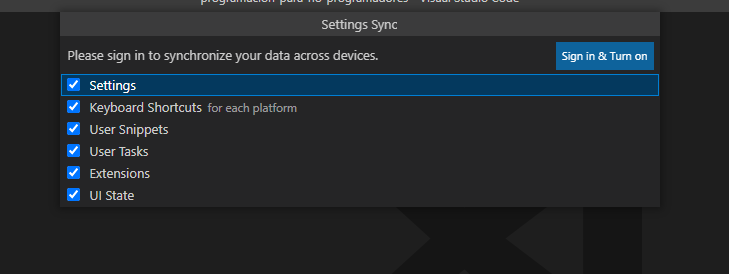 programación-para-no-programadores - Visual Studio Code
Settings Sync
Please sign in to synchronize your data across devices.
Sign in & Turn on
Settings
Keyboard Shortcuts for each platform
User Snippets
User Tasks
Extensions
UI State